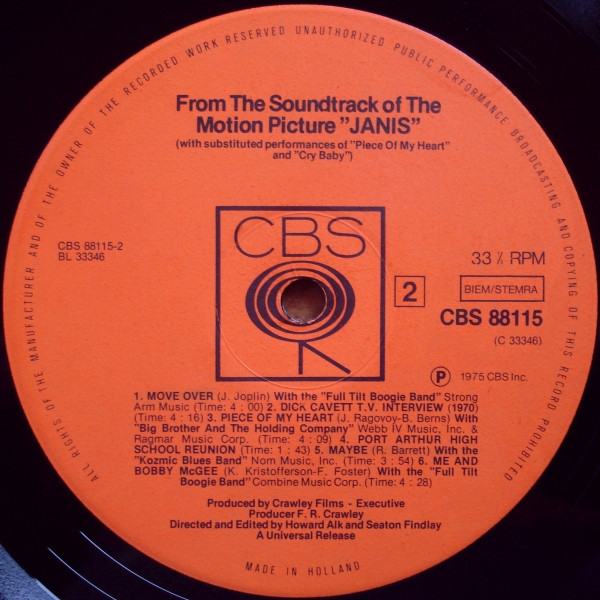 ALL RIGHTS OF THE MANUFACTURER AND OF THE OWNER OF THE RECORDED WORK RESERVED UNAUTHORIZED PUBLIC PERFORMANCE BROADCASTING AND COPYING OF THIS RECORD PROHIBITED
From The Soundtrack of The
Motion Picture "JANIS"
(with substituted performances of "Piece Of My Heart"
and "Cry Baby")
CBS
CBS 88115-2
BL 33346
2
33⅓ RPM
BIEM/STEMRA
CBS 88115
(C 33346)
Ⓟ 1975 CBS Inc.
1. MOVE OVER (J. Joplin) With the "Full Tilt Boogie Band" Strong
Arm Music (Time: 4 : 00) 2. DICK CAVETT T.V. INTERVIEW (1970)
(Time: 4 : 16) 3. PIECE OF MY HEART (J. Ragovoy-B. Berns) With
"Big Brother And The Holding Company" Webb IV Music, Inc. &
Ragmar Music Corp. (Time: 4 : 09) 4. PORT ARTHUR HIGH
SCHOOL REUNION (Time: 1 : 43) 5. MAYBE (R. Barrett) With the
"Kozmic Blues Band" Nom Music, Inc. (Time: 3 : 54) 6. ME AND
BOBBY McGEE (K. Kristofferson-F. Foster) With the "Full Tilt
Boogie Band" Combine Music Corp. (Time: 4 : 28)
Produced by Crawley Films - Executive
Producer F. R. Crawley
Directed and Edited by Howard Alk and Seaton Findlay
A Universal Release
MADE IN HOLLAND